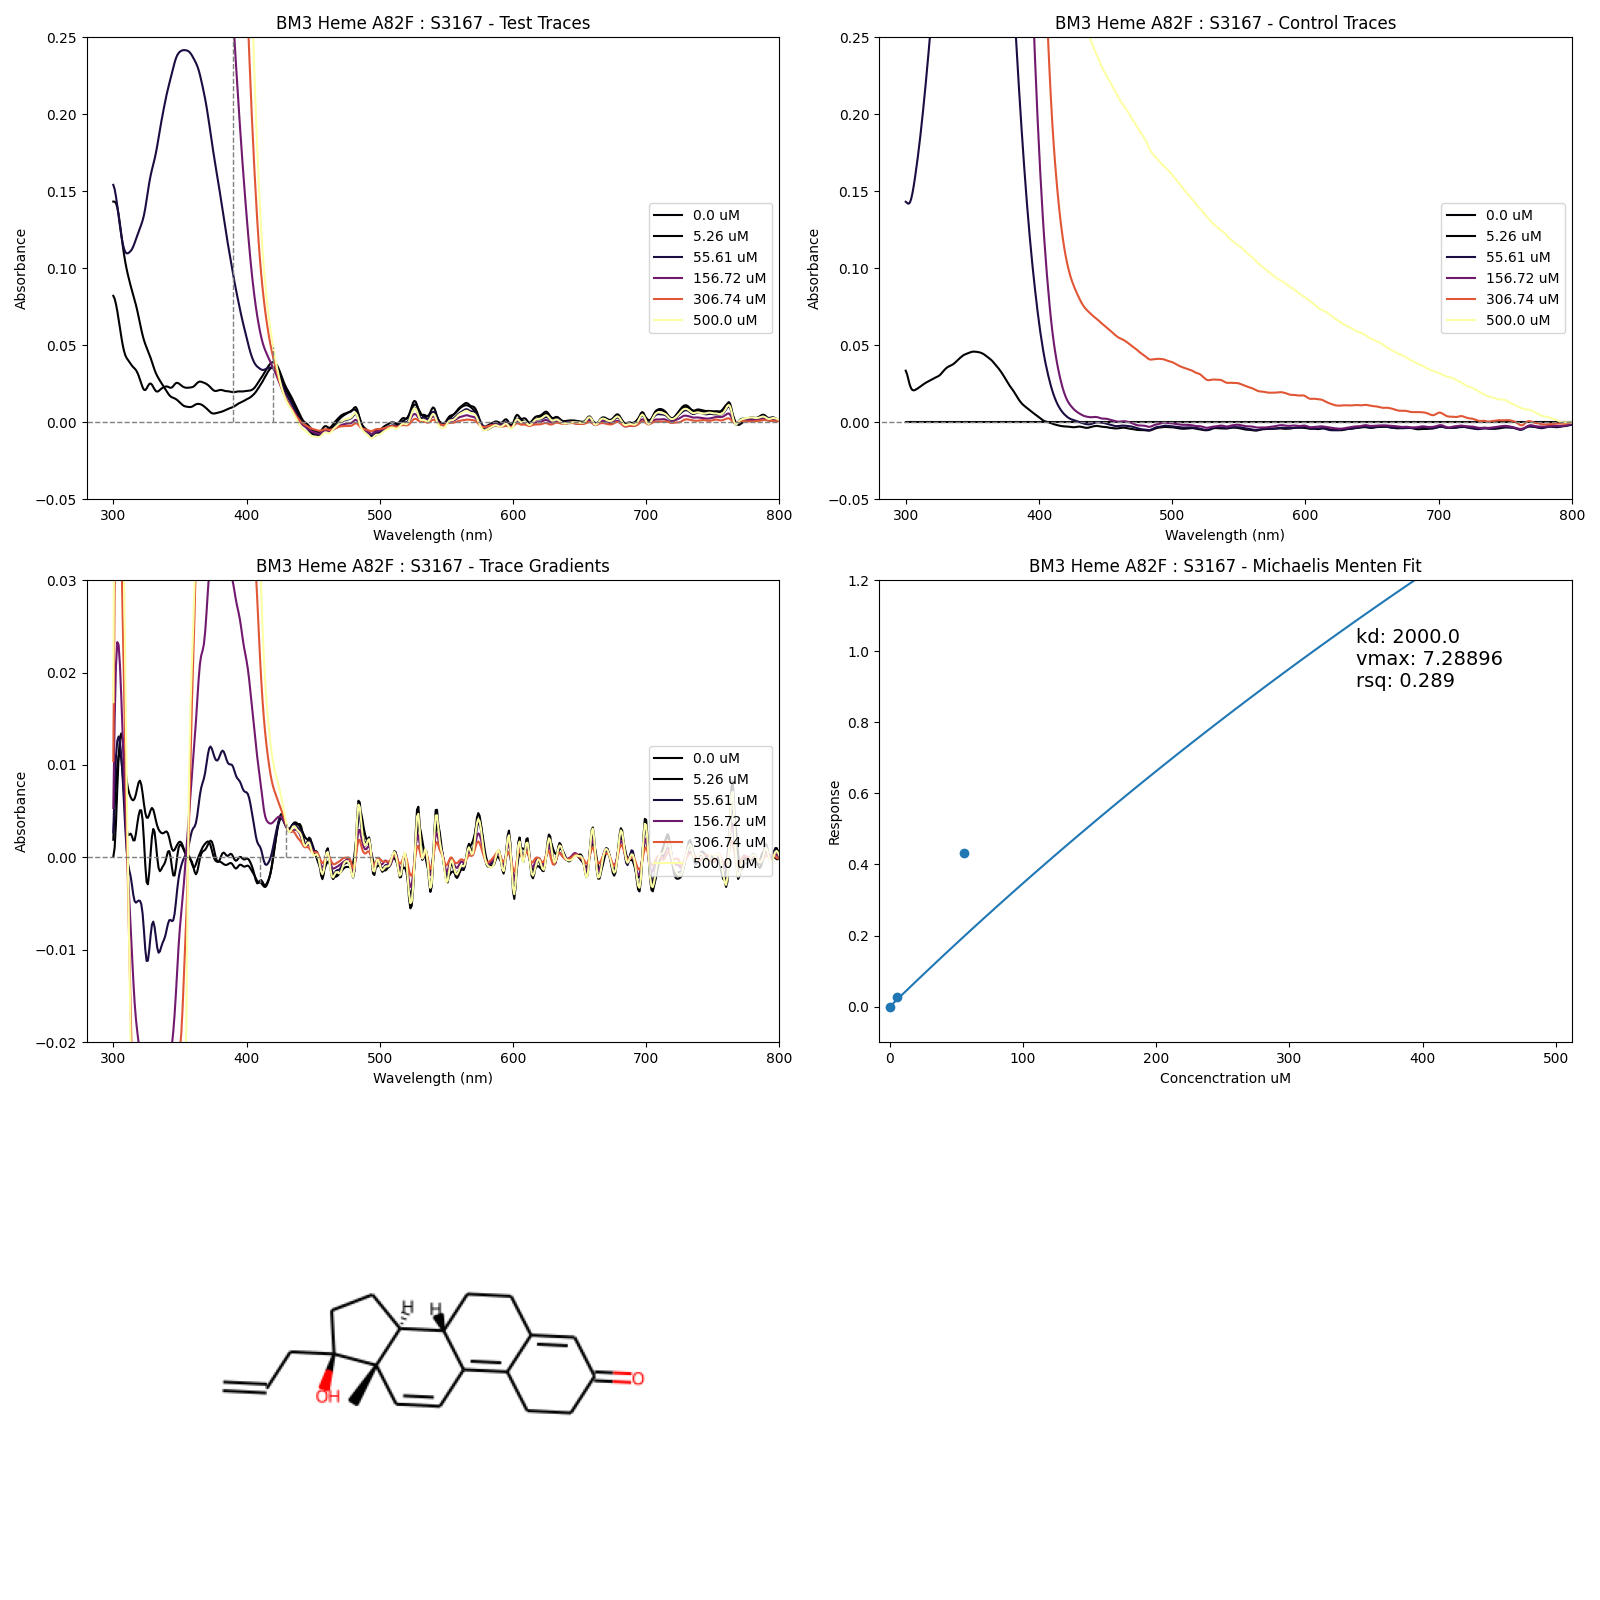 BM3 Heme A82F : S3167 - Test Traces
0.25
0.20
0.15
0.10
0.05
0.00
−0.05
Absorbance
300 400 500 600 700 800
Wavelength (nm)
0.0 uM
5.26 uM
55.61 uM
156.72 uM
306.74 uM
500.0 uM
BM3 Heme A82F : S3167 - Control Traces
0.25
0.20
0.15
0.10
0.05
0.00
−0.05
Absorbance
300 400 500 600 700 800
Wavelength (nm)
0.0 uM
5.26 uM
55.61 uM
156.72 uM
306.74 uM
500.0 uM
BM3 Heme A82F : S3167 - Trace Gradients
0.03
0.02
0.01
0.00
−0.01
−0.02
Absorbance
300 400 500 600 700 800
Wavelength (nm)
0.0 uM
5.26 uM
55.61 uM
156.72 uM
306.74 uM
500.0 uM
BM3 Heme A82F : S3167 - Michaelis Menten Fit
1.2
1.0
0.8
0.6
0.4
0.2
0.0
Response
0 100 200 300 400 500
Concenctration uM
kd: 2000.0
vmax: 7.28896
rsq: 0.289
H H
OH
O